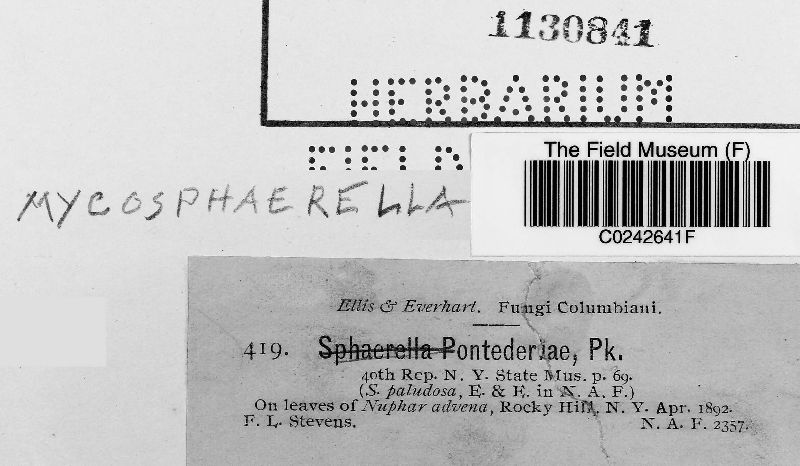 1130841
HERBARIUM
FIELD
The Field Museum (F)
C0242641F
MYCOSPHAERELLA
Ellis & Everhart. Fungi Columbiani.
419. Sphaerella Pontederiae, Pk.
40th Rep. N. Y. State Mus. p. 69.
(S. paludosa, E. & E. in N. A. F.)
On leaves of Nuphar advena, Rocky Hill, N. Y. Apr. 1892.
F. L. Stevens. N. A. F. 2357.